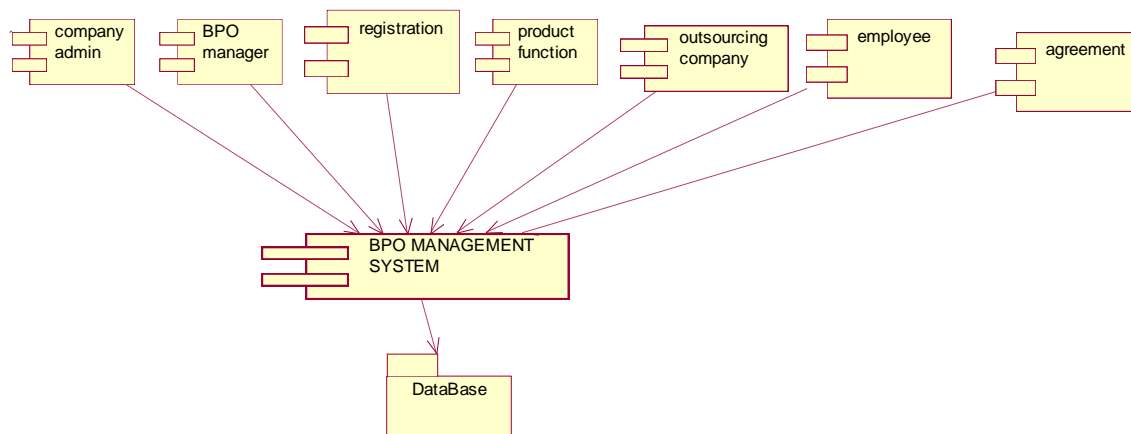 company
admin
BPO
manager
registration
product
function
outsourcing
company
employee
agreement
BPO MANAGEMENT
SYSTEM
DataBase